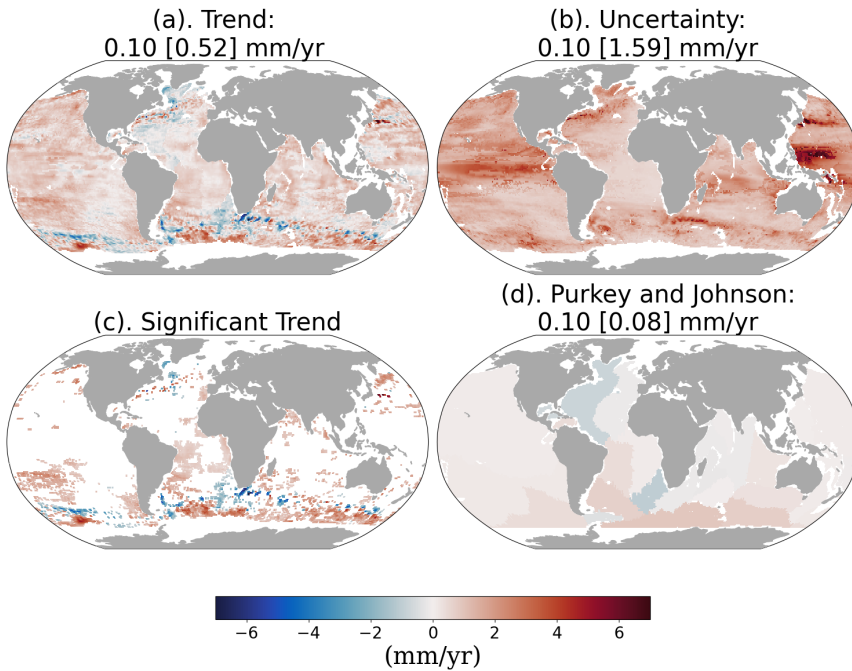 (a). Trend:
0.10 [0.52] mm/yr
(b). Uncertainty:
0.10 [1.59] mm/yr
(c). Significant Trend
(d). Purkey and Johnson:
0.10 [0.08] mm/yr
−6 −4 −2 0 2 4 6
(mm/yr)